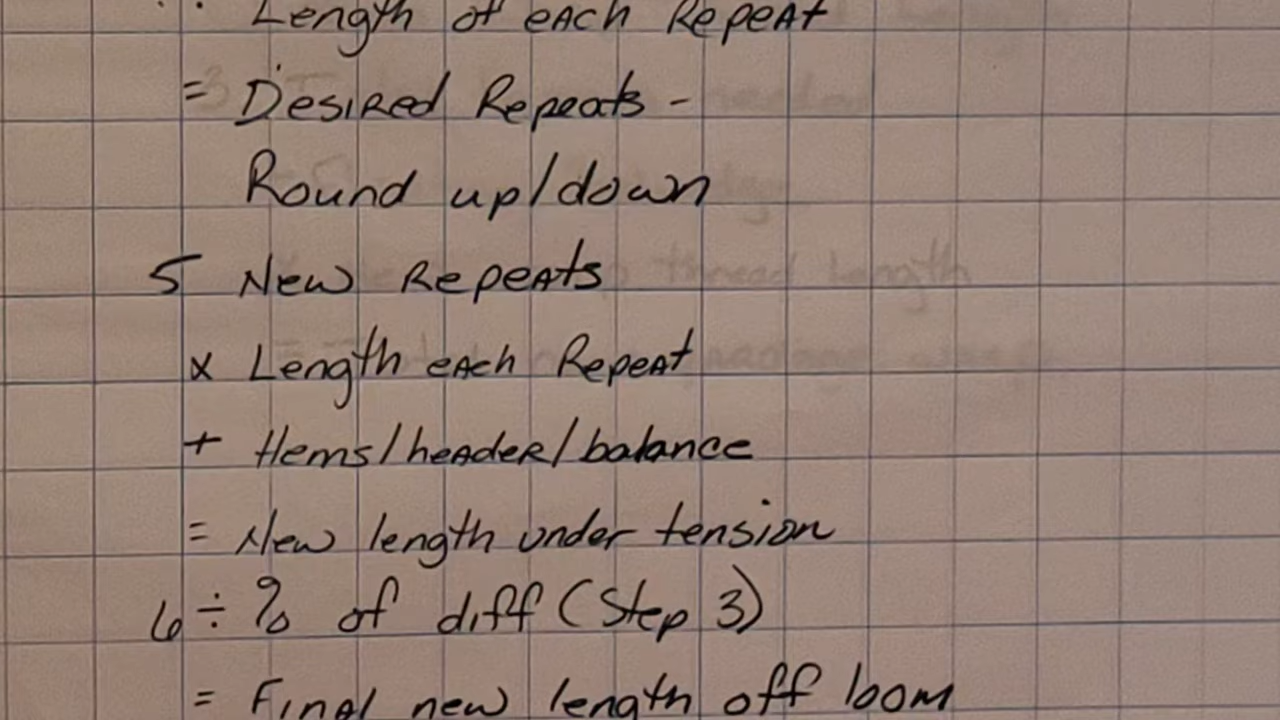 ÷ Length of each Repeat
= Desired Repeats -
Round up/down
5 New Repeats
x Length each Repeat
+ Hems/header/balance
= New length under tension
6 ÷ % of diff (Step 3)
= Final new length off loom